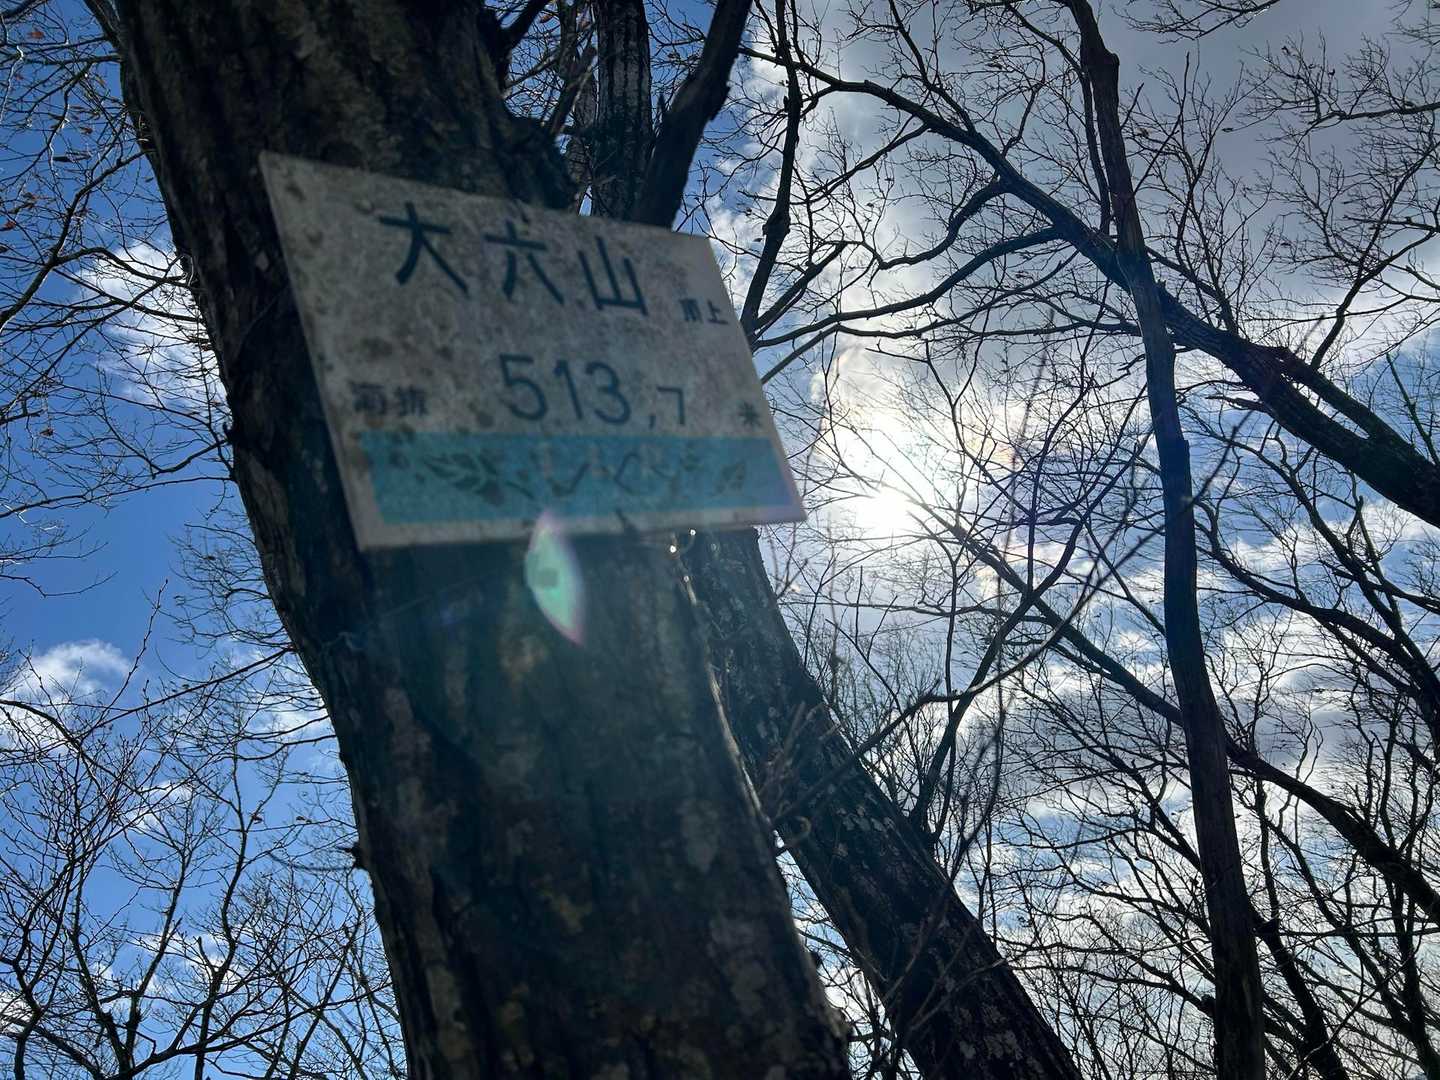 大六山 頂上
海抜 513,7 米